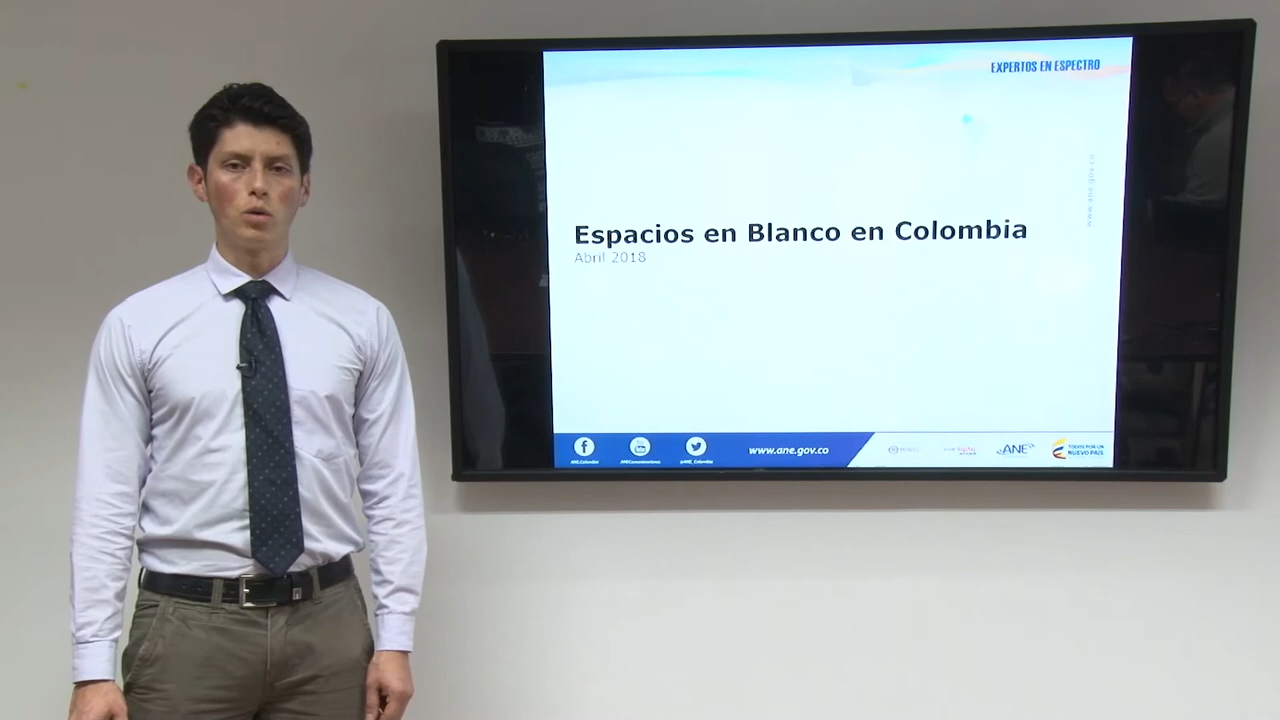 EXPERTOS EN ESPECTRO
www.ane.gov.co
Espacios en Blanco en Colombia
Abril 2018
www.ane.gov.co
ANE
TODOS POR UN
NUEVO PAÍS